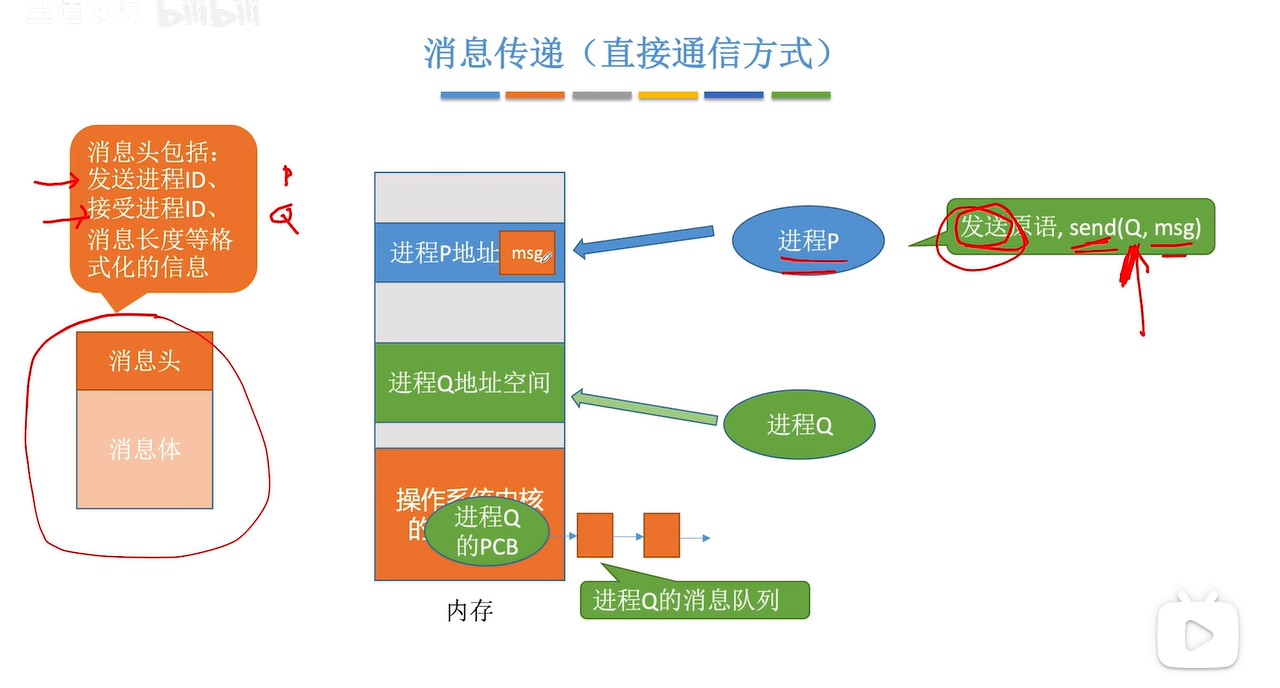 bilibili
消息传递（直接通信方式）
消息头包括：
发送进程ID、
接受进程ID、
消息长度等格
式化的信息
P
Q
消息头
消息体
进程P地址
msg
进程Q地址空间
操作系统内核
的
进程Q
的PCB
内存
进程P
发送原语, send(Q, msg)
进程Q
进程Q的消息队列